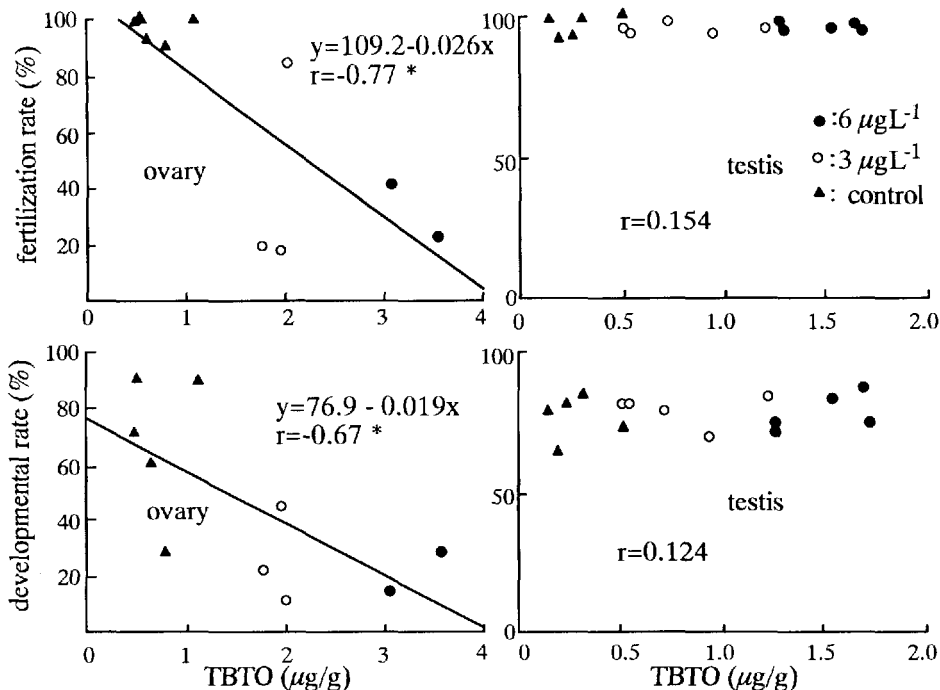 fertilization rate (%)
100
80
60
40
20
0
1
2
3
4
y=109.2-0.026x
r=-0.77 *
ovary
100
50
0
0
0.5
1.0
1.5
2.0
●:6 μgL-1
○:3 μgL-1
▲: control
testis
r=0.154
developmental rate (%)
100
80
60
40
20
0
1
2
3
4
y=76.9 - 0.019x
r=-0.67 *
ovary
TBTO (μg/g)
100
50
0
0
0.5
1.0
1.5
2.0
testis
r=0.124
TBTO (μg/g)